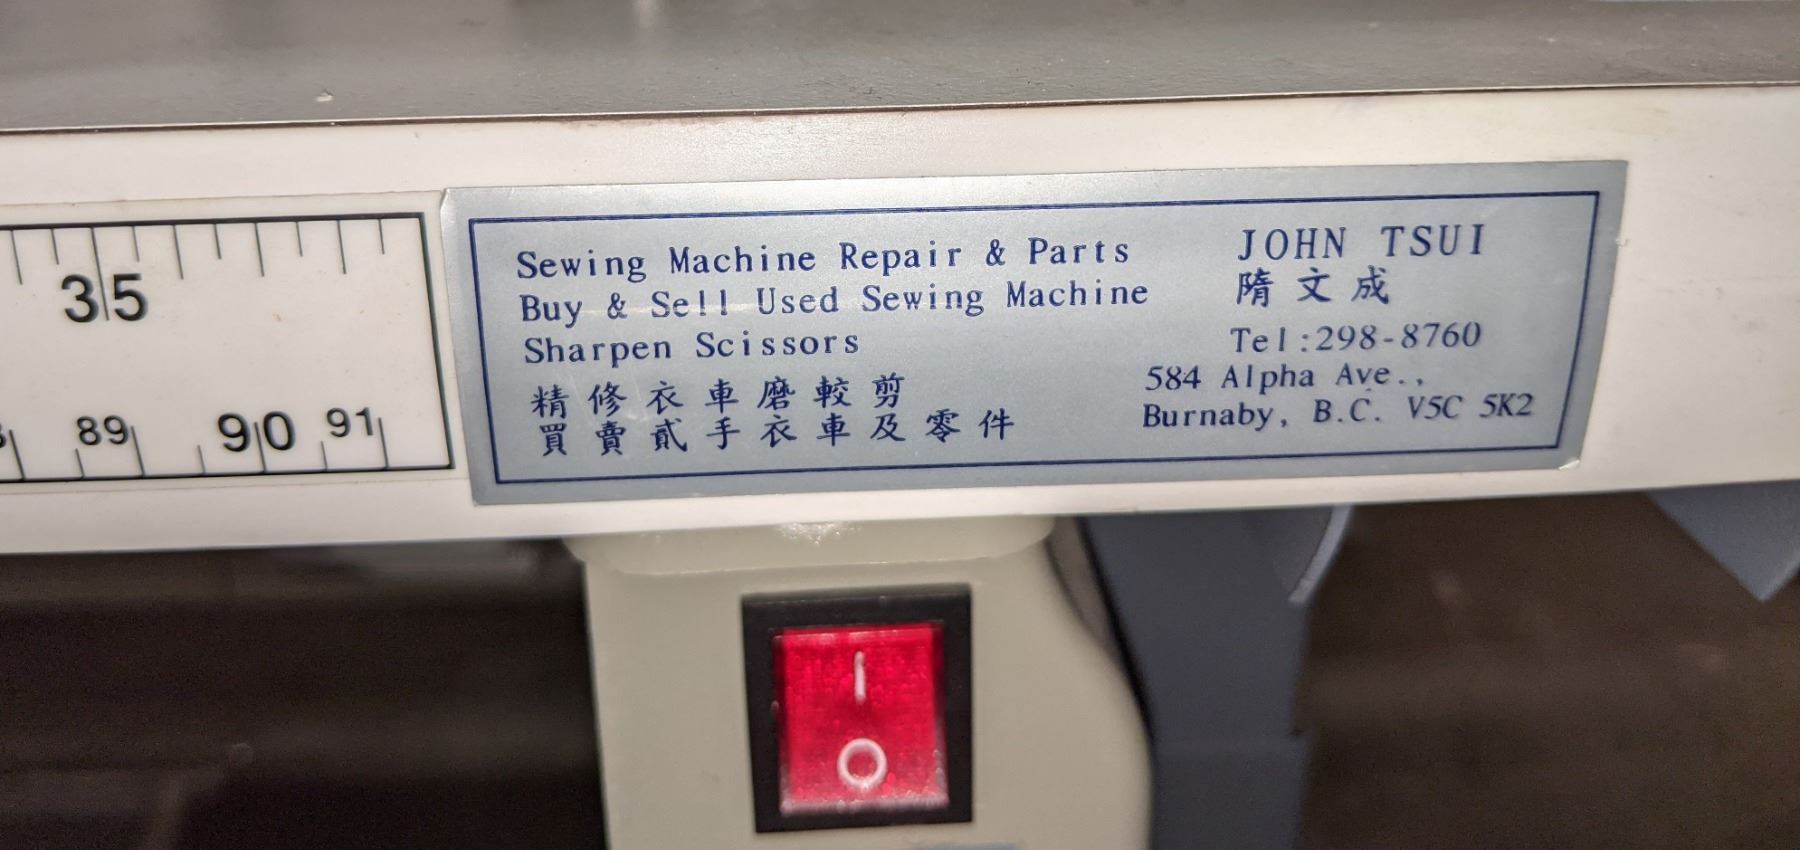 35
89 90 91
Sewing Machine Repair & Parts
Buy & Sell Used Sewing Machine
Sharpen Scissors
精修衣車磨較剪
買賣貳手衣車及零件
JOHN TSUI
隋文成
Tel:298-8760
584 Alpha Ave.,
Burnaby, B.C. V5C 5K2
I
O